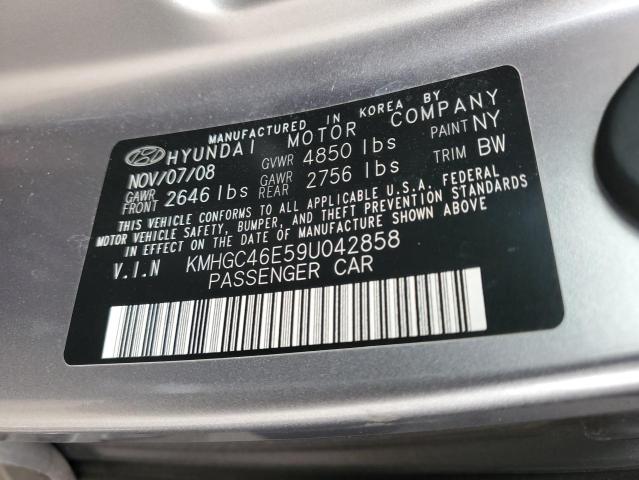 MANUFACTURED IN KOREA BY
HYUNDAI MOTOR COMPANY
NOV/07/08 GVWR 4850 lbs PAINT NY
GAWR FRONT 2646 lbs GAWR REAR 2756 lbs TRIM BW
THIS VEHICLE CONFORMS TO ALL APPLICABLE U.S.A. FEDERAL
MOTOR VEHICLE SAFETY, BUMPER, AND THEFT PREVENTION STANDARDS
IN EFFECT ON THE DATE OF MANUFACTURE SHOWN ABOVE
V.I.N KMHGC46E59U042858
PASSENGER CAR